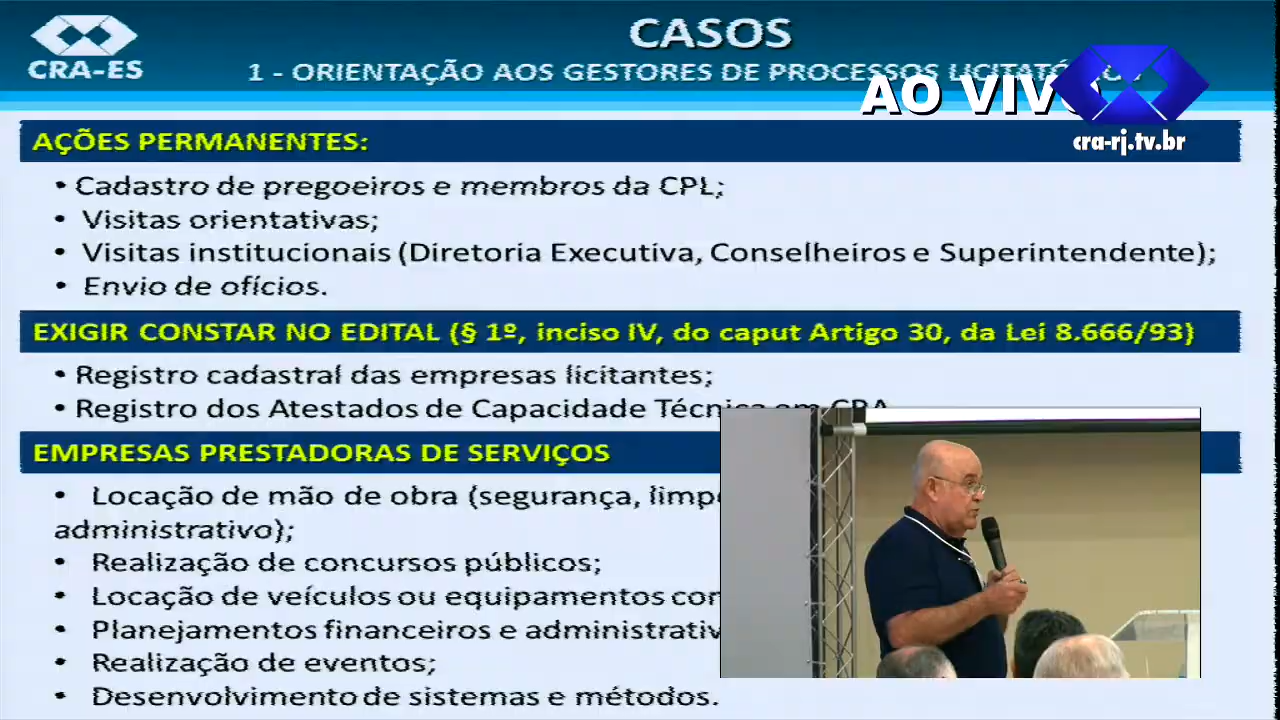 CASOS
CRA-ES
1 - ORIENTAÇÃO AOS GESTORES DE PROCESSOS
AO VIVO
cra-rj.tv.br
AÇÕES PERMANENTES:
• Cadastro de pregoeiros e membros da CPL;
• Visitas orientativas;
• Visitas institucionais (Diretoria Executiva, Conselheiros e Superintendente);
• Envio de ofícios.
EXIGIR CONSTAR NO EDITAL (§ 1º, inciso IV, do caput Artigo 30, da Lei 8.666/93)
• Registro cadastral das empresas licitantes;
• Registro dos Atestados de Capacidade Técnica em CRA
EMPRESAS PRESTADORAS DE SERVIÇOS
• Locação de mão de obra (segurança,
administrativo);
• Realização de concursos públicos;
• Locação de veículos ou equipamentos
• Planejamentos financeiros e
• Realização de eventos;
• Desenvolvimento de sistemas e métodos.